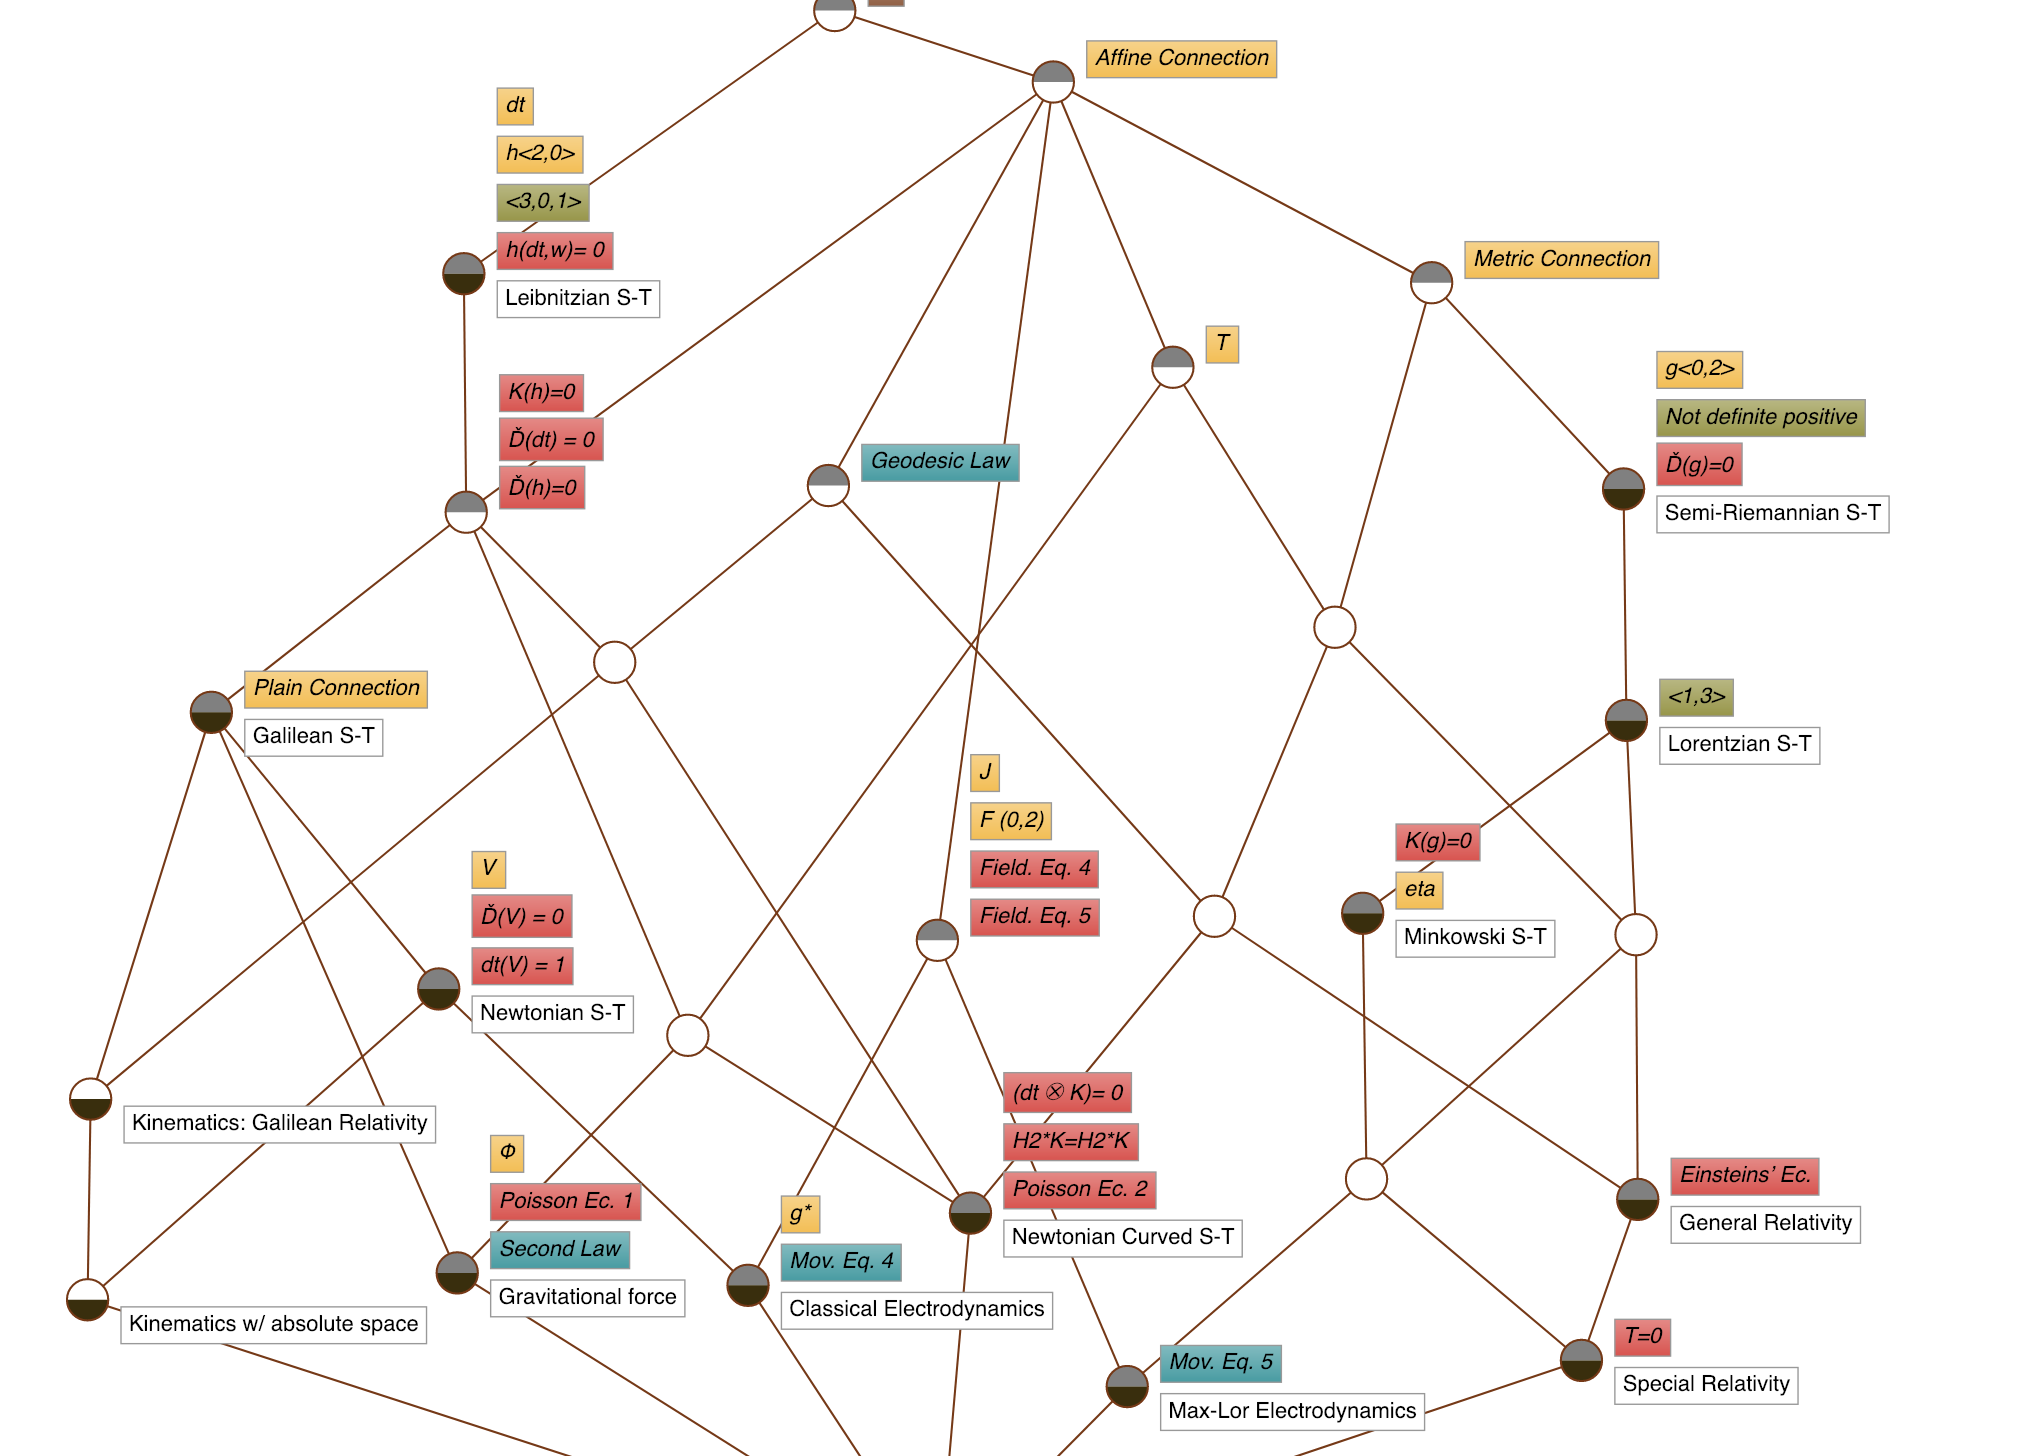 Affine Connection
dt
h<2,0>
<3,0,1>
h(dt,w)= 0
Leibnitzian S-T
Metric Connection
T
g<0,2>
Not definite positive
Ď(g)=0
Semi-Riemannian S-T
K(h)=0
Ď(dt) = 0
Ď(h)=0
Geodesic Law
Plain Connection
Galilean S-T
<1,3>
Lorentzian S-T
J
F (0,2)
Field. Eq. 4
Field. Eq. 5
K(g)=0
eta
Minkowski S-T
V
Ď(V) = 0
dt(V) = 1
Newtonian S-T
Kinematics: Galilean Relativity
(dt ⊗ K)= 0
H2*K=H2*K
Poisson Ec. 2
Newtonian Curved S-T
Φ
Poisson Ec. 1
Second Law
Gravitational force
g*
Mov. Eq. 4
Classical Electrodynamics
Einsteins’ Ec.
General Relativity
Kinematics w/ absolute space
T=0
Special Relativity
Mov. Eq. 5
Max-Lor Electrodynamics